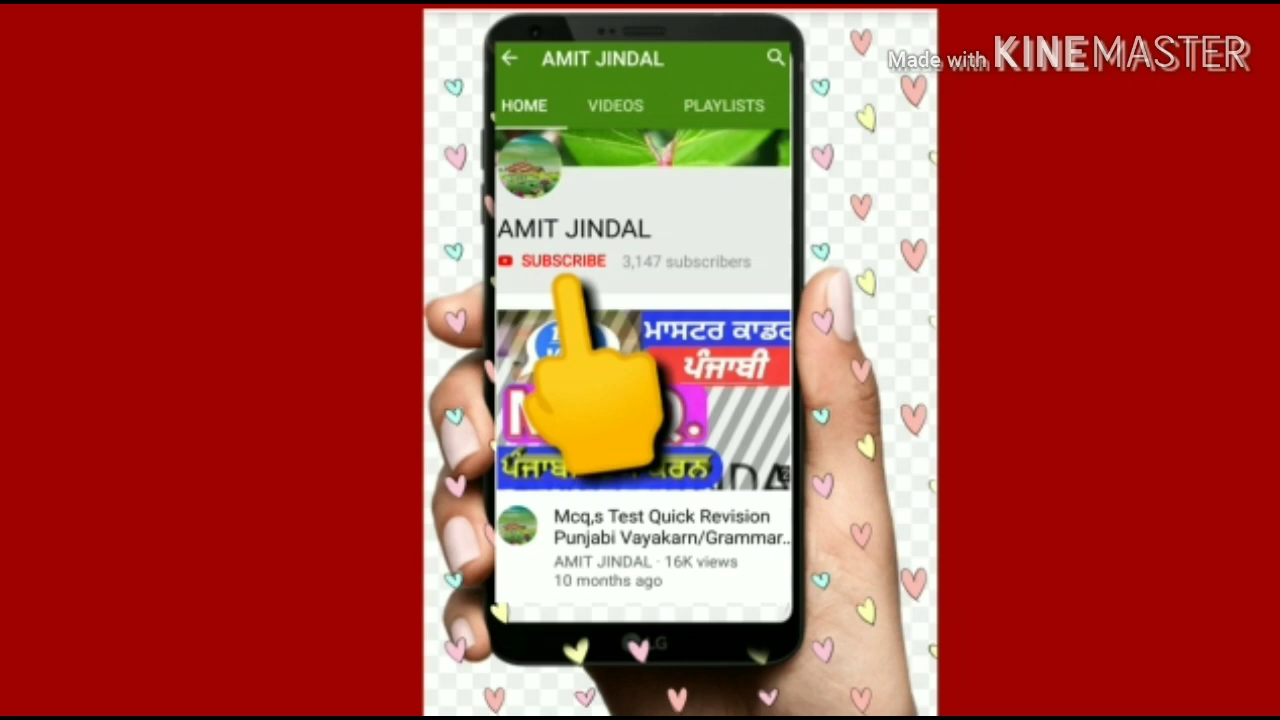 Made with KINEMASTER
AMIT JINDAL
HOME VIDEOS PLAYLISTS
AMIT JINDAL
SUBSCRIBE 3,147 subscribers
ਮਾਸਟਰ ਕਾਡਰ
ਪੰਜਾਬੀ
Mcq,s Test Quick Revision
Punjabi Vayakarn/Grammar..
AMIT JINDAL · 16K views
10 months ago
LG